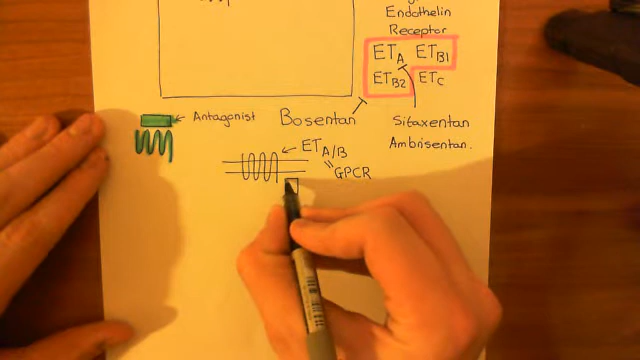 Endothelin
Receptor
ETA ETB1
ETB2 ETC
Antagonist
Bosentan
Sitaxentan
Ambrisentan.
ETA/B
GPCR